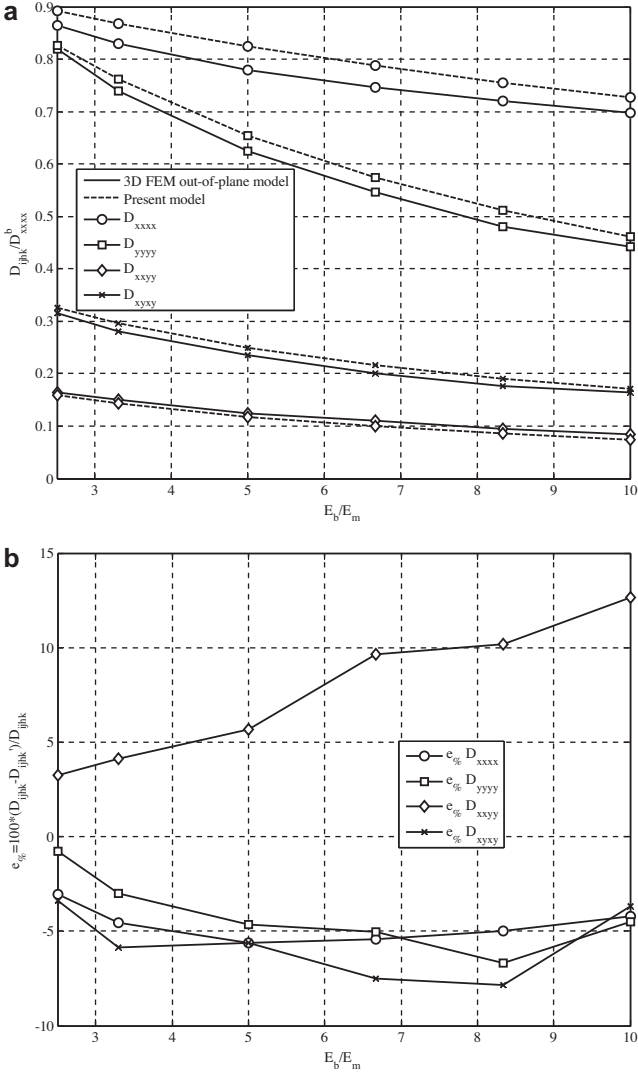 a
0.9
0.8
0.7
0.6
0.5
0.4
0.3
0.2
0.1
0
D_ijhk/D^b_xxxx
3D FEM out-of-plane model
Present model
D_xxxx
D_yyyy
D_xxyy
D_xyxy
3 4 5 6 7 8 9 10
E_b/E_m
b
15
10
5
0
-5
-10
e_%=100*(D_ijhk-D_ijhk')/D_ijhk
e_% D_xxxx
e_% D_yyyy
e_% D_xxyy
e_% D_xyxy
3 4 5 6 7 8 9 10
E_b/E_m